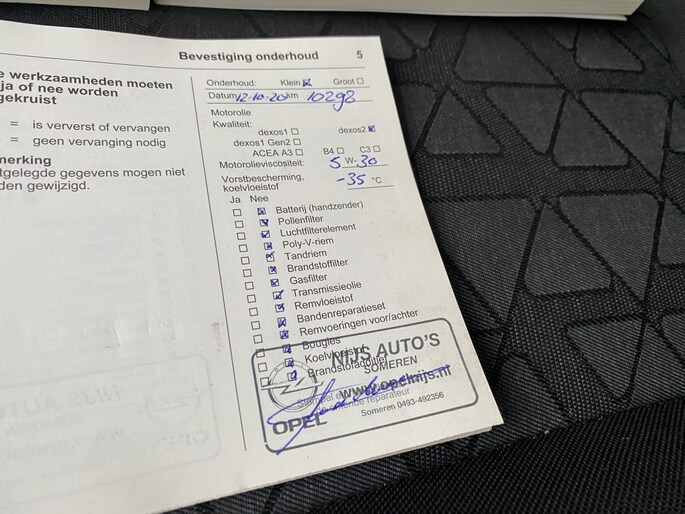 Bevestiging onderhoud 5
e werkzaamheden moeten
ja of nee worden
gekruist
= is ververst of vervangen
= geen vervanging nodig
merking
tgelegde gegevens mogen niet
den gewijzigd.
Onderhoud: Klein Groot
Datum 12-10-20 km 10298
Motorolie
Kwaliteit:
dexos1 dexos2
dexos1 Gen2
ACEA A3 B4 C3
Motorolieviscositeit: 5 W- 30
Vorstbescherming,
koelvloeistof -35 °C
Ja Nee
Batterij (handzender)
Pollenfilter
Luchtfilterelement
Poly-V-riem
Tandriem
Brandstoffilter
Gasfilter
Transmissieolie
Remvloeistof
Bandenreparatieset
Remvoeringen voor/achter
Bougies
Koelvloeistof
Brandstofadditief
NIJS AUTO'S
SOMEREN
www.opelnijs.nl
Stempel reparateur
OPEL Someren 0493-492356